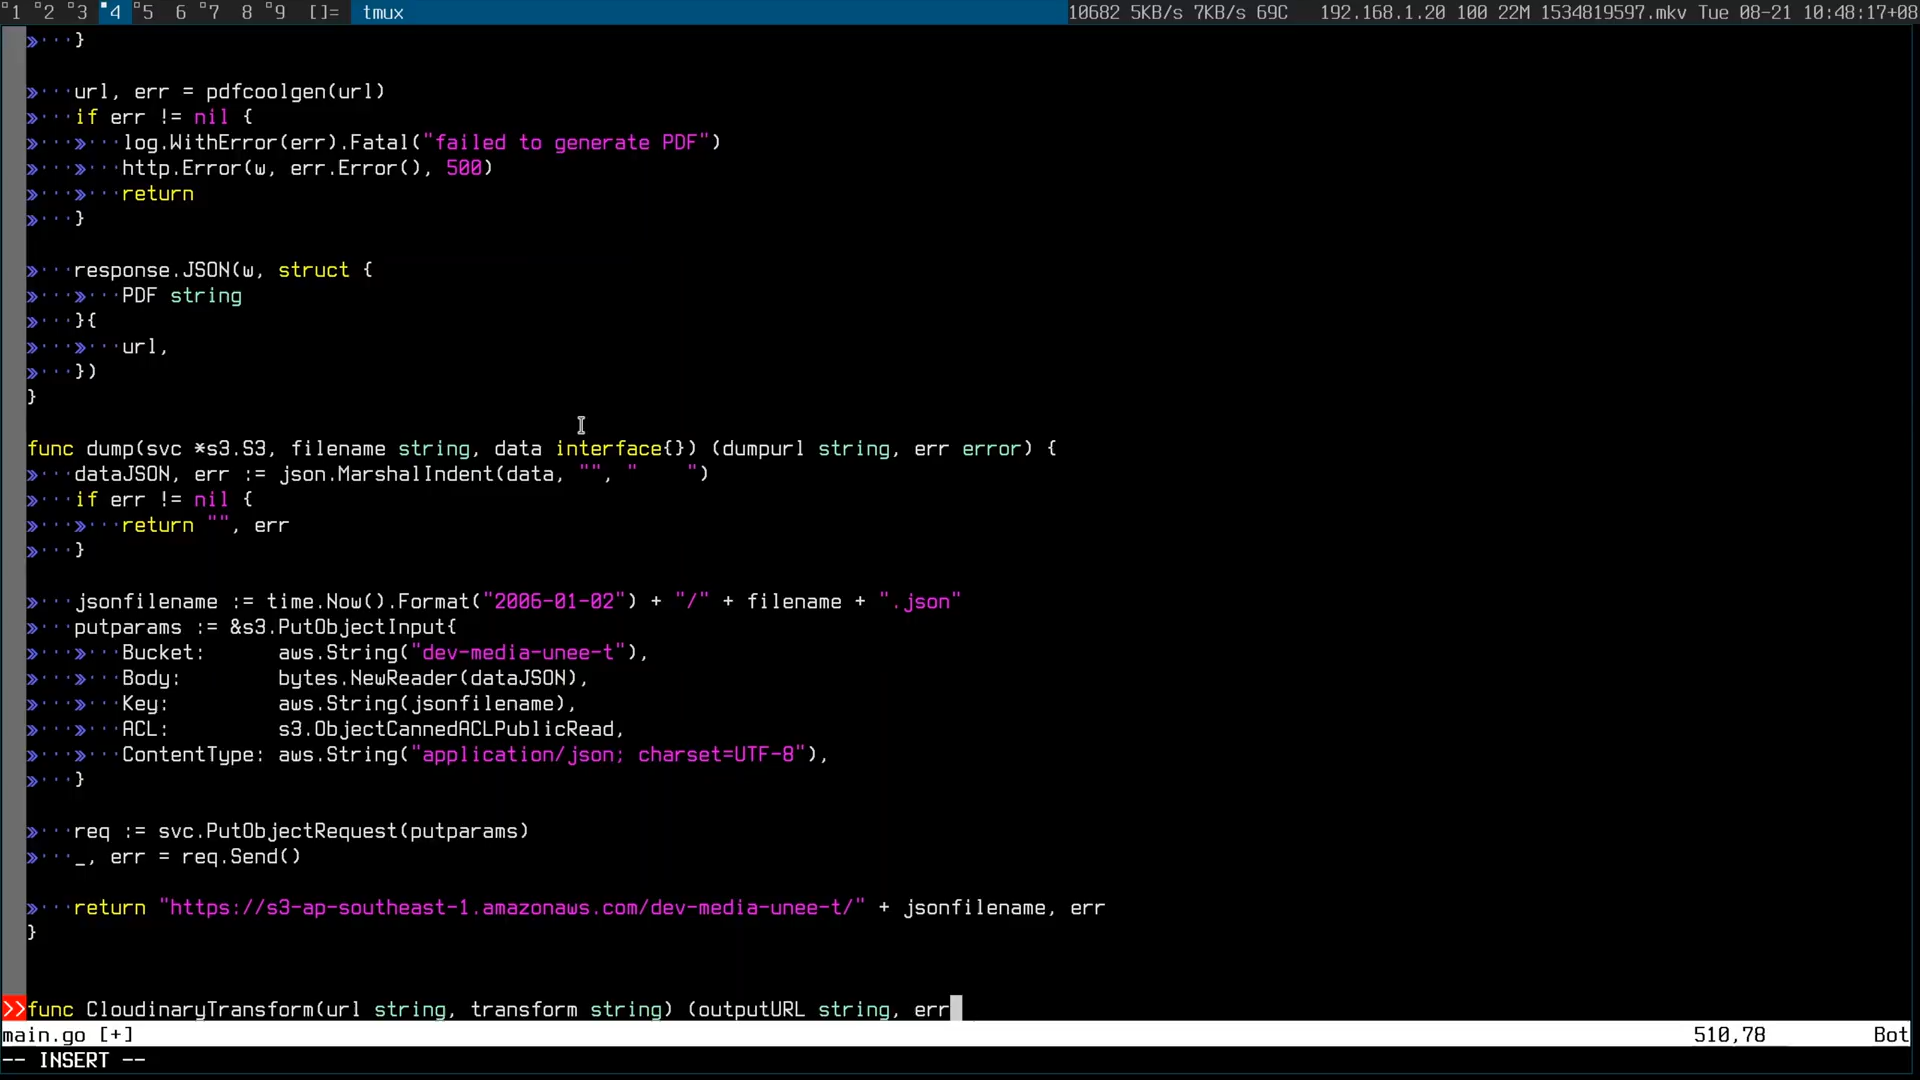 1 2 3 4 5 6 7 8 9 []= tmux 10682 5KB/s 7KB/s 69C 192.168.1.20 100 22M 1534819597.mkv Tue 08-21 10:48:17+08
»···}
»···url, err = pdfcoolgen(url)
»···if err != nil {
»···»···log.WithError(err).Fatal("failed to generate PDF")
»···»···http.Error(w, err.Error(), 500)
»···»···return
»···}
»···response.JSON(w, struct {
»···»···PDF string
»···}{
»···»···url,
»···})
}
func dump(svc *s3.S3, filename string, data interface{}) (dumpurl string, err error) {
»···dataJSON, err := json.MarshalIndent(data, "", "    ")
»···if err != nil {
»···»···return "", err
»···}
»···jsonfilename := time.Now().Format("2006-01-02") + "/" + filename + ".json"
»···putparams := &s3.PutObjectInput{
»···»···Bucket:      aws.String("dev-media-unee-t"),
»···»···Body:        bytes.NewReader(dataJSON),
»···»···Key:         aws.String(jsonfilename),
»···»···ACL:         s3.ObjectCannedACLPublicRead,
»···»···ContentType: aws.String("application/json; charset=UTF-8"),
»···}
»···req := svc.PutObjectRequest(putparams)
»···_, err = req.Send()
»···return "https://s3-ap-southeast-1.amazonaws.com/dev-media-unee-t/" + jsonfilename, err
}
>>func CloudinaryTransform(url string, transform string) (outputURL string, err
main.go [+] 510,78 Bot
-- INSERT --